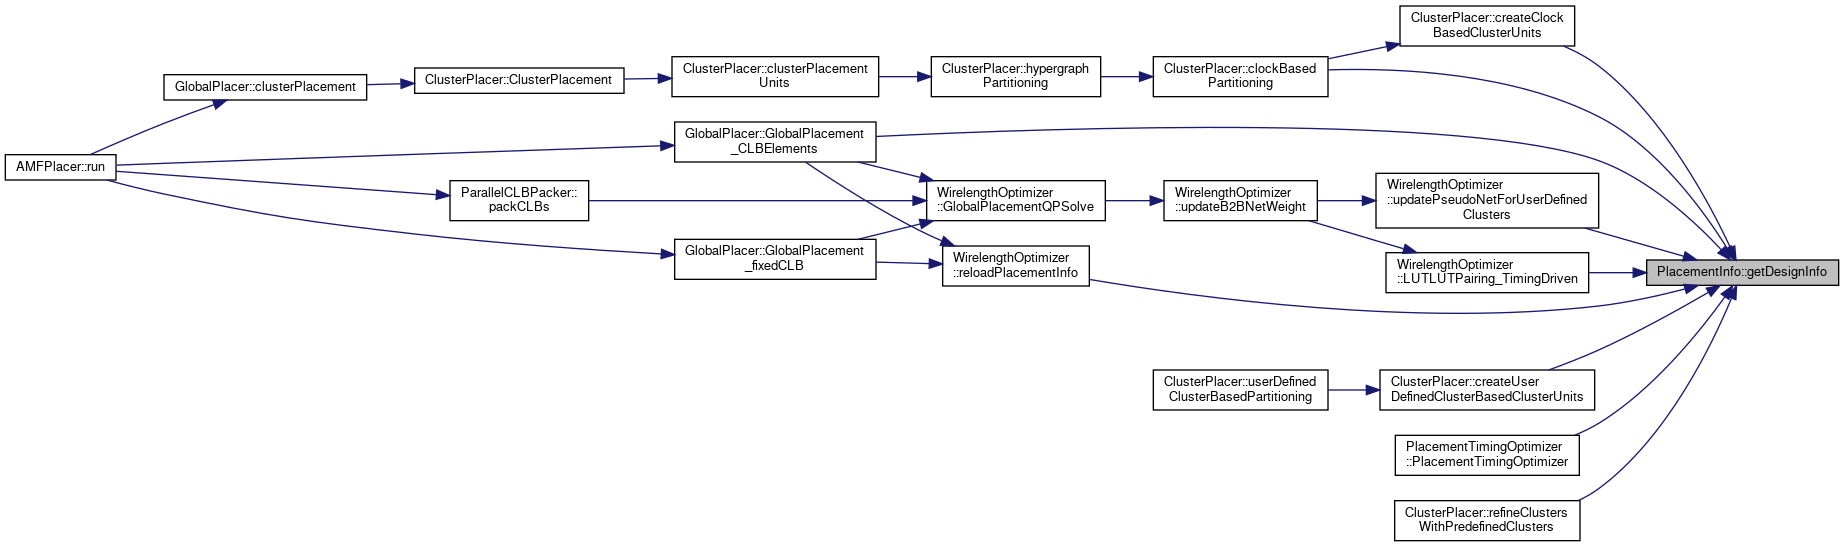 ClusterPlacer::createClock
BasedClusterUnits
ClusterPlacer::clusterPlacement
Units
ClusterPlacer::hypergraph
Partitioning
ClusterPlacer::clockBased
Partitioning
ClusterPlacer::ClusterPlacement
GlobalPlacer::clusterPlacement
GlobalPlacer::GlobalPlacement
_CLBElements
AMFPlacer::run
ParallelCLBPacker::
packCLBs
WirelengthOptimizer
::GlobalPlacementQPSolve
WirelengthOptimizer
::updateB2BNetWeight
WirelengthOptimizer
::updatePseudoNetForUserDefined
Clusters
GlobalPlacer::GlobalPlacement
_fixedCLB
WirelengthOptimizer
::reloadPlacementInfo
WirelengthOptimizer
::LUTLUTPairing_TimingDriven
PlacementInfo::getDesignInfo
ClusterPlacer::userDefined
ClusterBasedPartitioning
ClusterPlacer::createUser
DefinedClusterBasedClusterUnits
PlacementTimingOptimizer
::PlacementTimingOptimizer
ClusterPlacer::refineClusters
WithPredefinedClusters